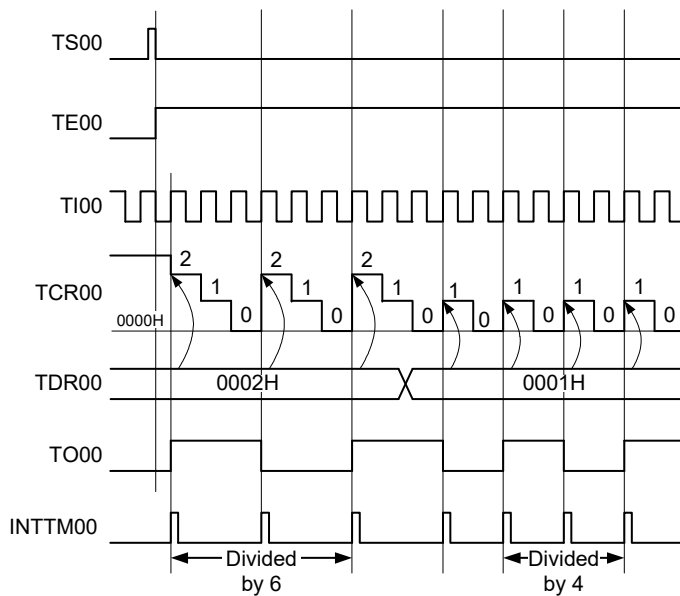 TS00
TE00
TI00
TCR00
2
1
0
2
1
0
2
1
0
1
0
1
0
1
0
1
0
0000H
TDR00
0002H
0001H
TO00
INTTM00
Divided
by 6
Divided
by 4